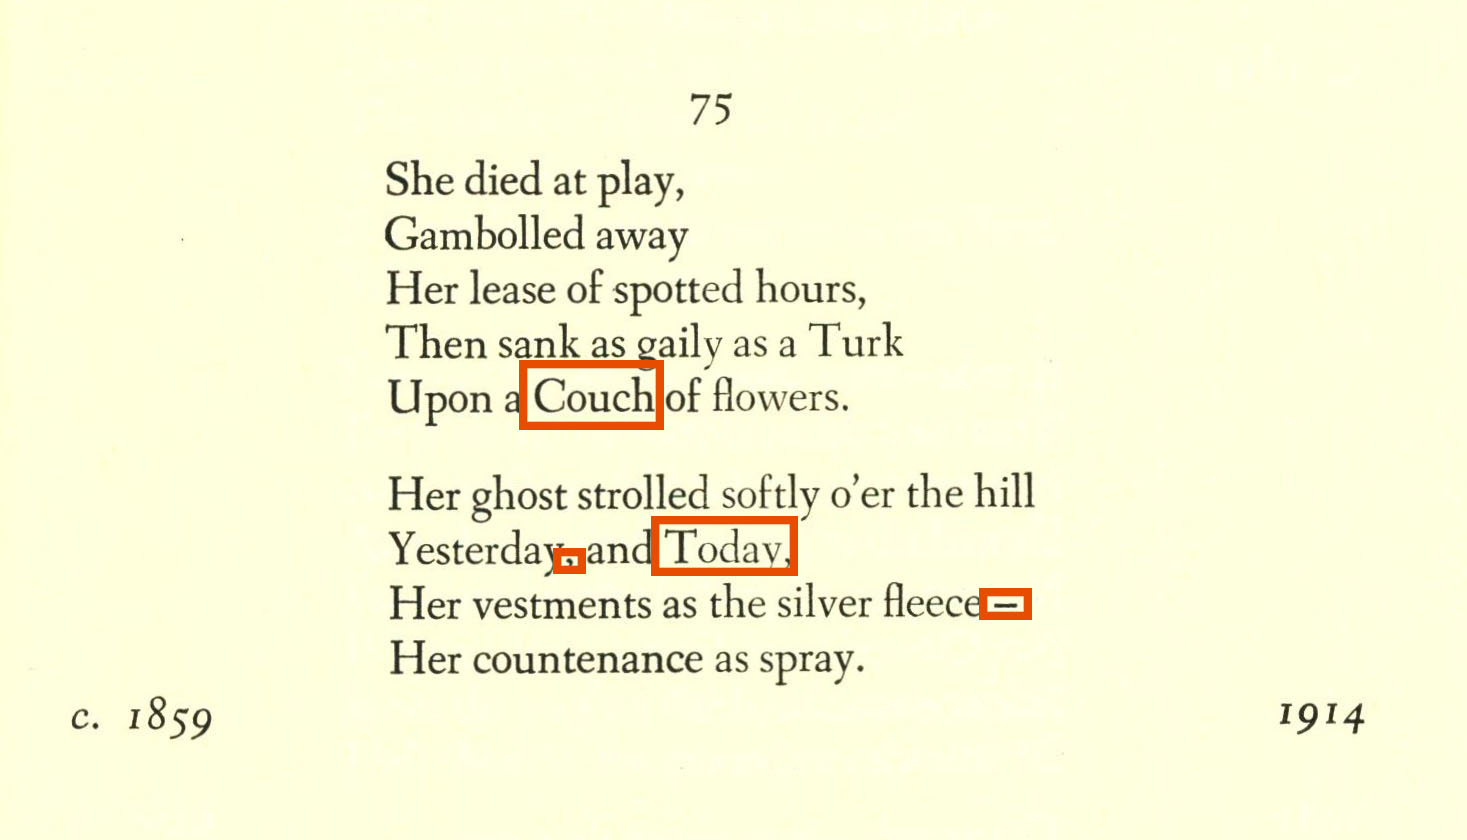 75
She died at play,
Gambolled away
Her lease of spotted hours,
Then sank as gaily as a Turk
Upon a Couch of flowers.
Her ghost strolled softly o'er the hill
Yesterday, and Today,
Her vestments as the silver fleece –
Her countenance as spray.
c. 1859 1914